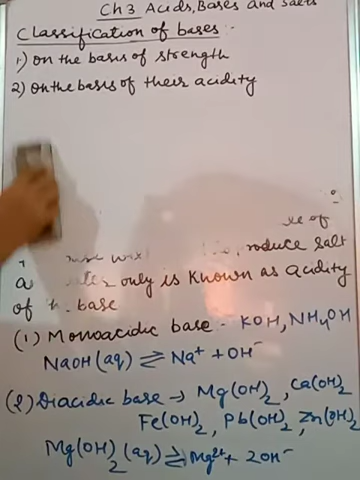 Ch 3 Acids, Bases and Salts
Classification of bases -
1) on the basis of strength
2) on the basis of their acidity
of
salt
only is known as acidity
of base
(1) Monoacidic base - KOH, NH4OH
NaOH (aq) ⇌ Na⁺ + OH⁻
(2) Diacidic base → Mg(OH)₂, Ca(OH)₂
Fe(OH)₂, Pb(OH)₂, Zn(OH)₂
Mg(OH)₂ (aq) ⇌ Mg²⁺ + 2OH⁻